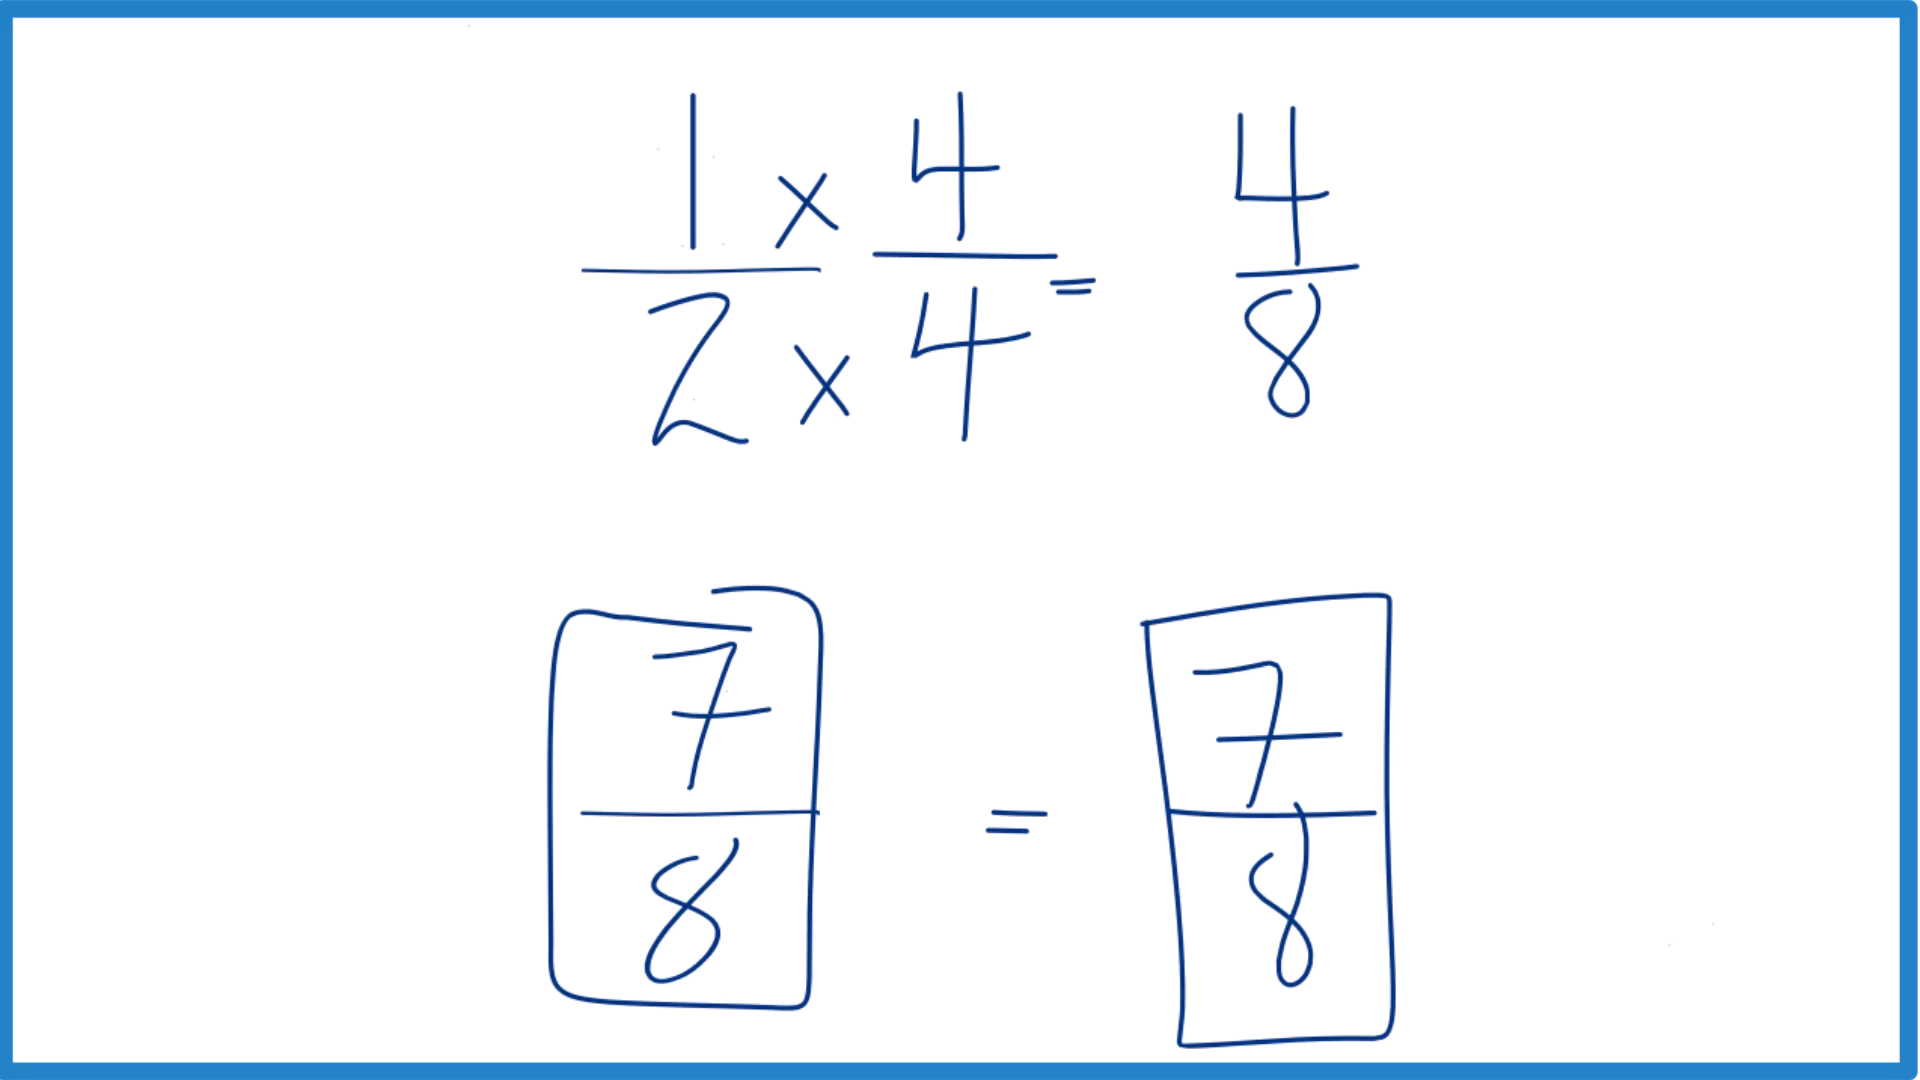 1 × 4 4
2 × 4 = 8
7 = 7
8 8